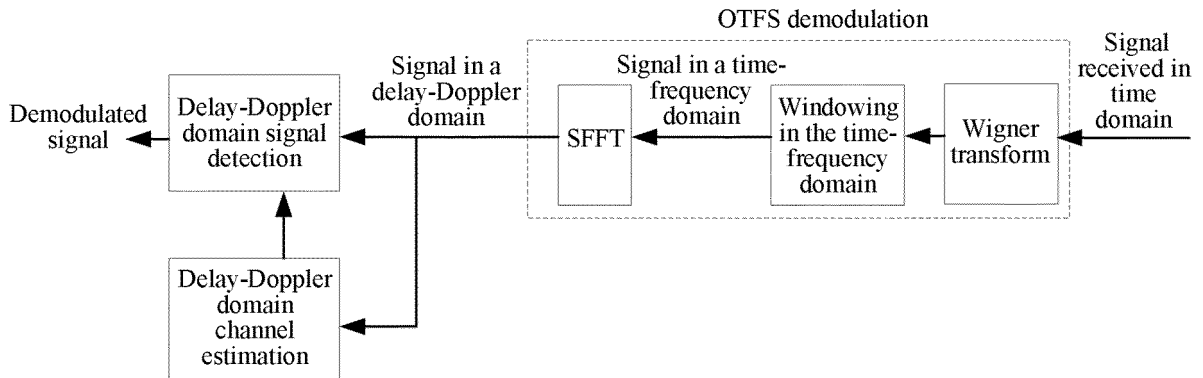 OTFS demodulation
Signal
received in
time
domain
Signal in a
delay-Doppler
domain
Signal in a time-
frequency
domain
Demodulated
signal
Delay-Doppler
domain signal
detection
SFFT
Windowing
in the time-
frequency
domain
Wigner
transform
Delay-Doppler
domain
channel
estimation